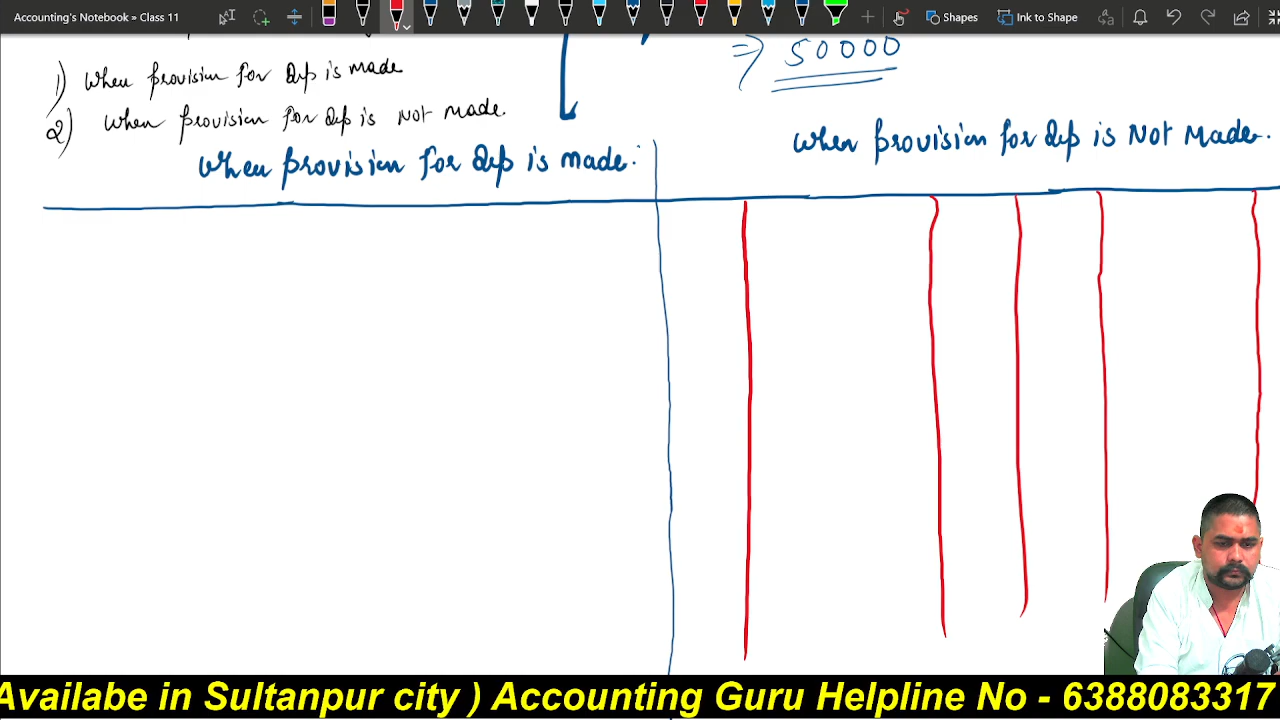 Accounting's Notebook » Class 11
Shapes
Ink to Shape
⇒ 50000
1) When provision for dep is made
2) When provision for dep is Not made.
When provision for dep is made:
When provision for dep is Not Made.
Availabe in Sultanpur city ) Accounting Guru Helpline No - 6388083317